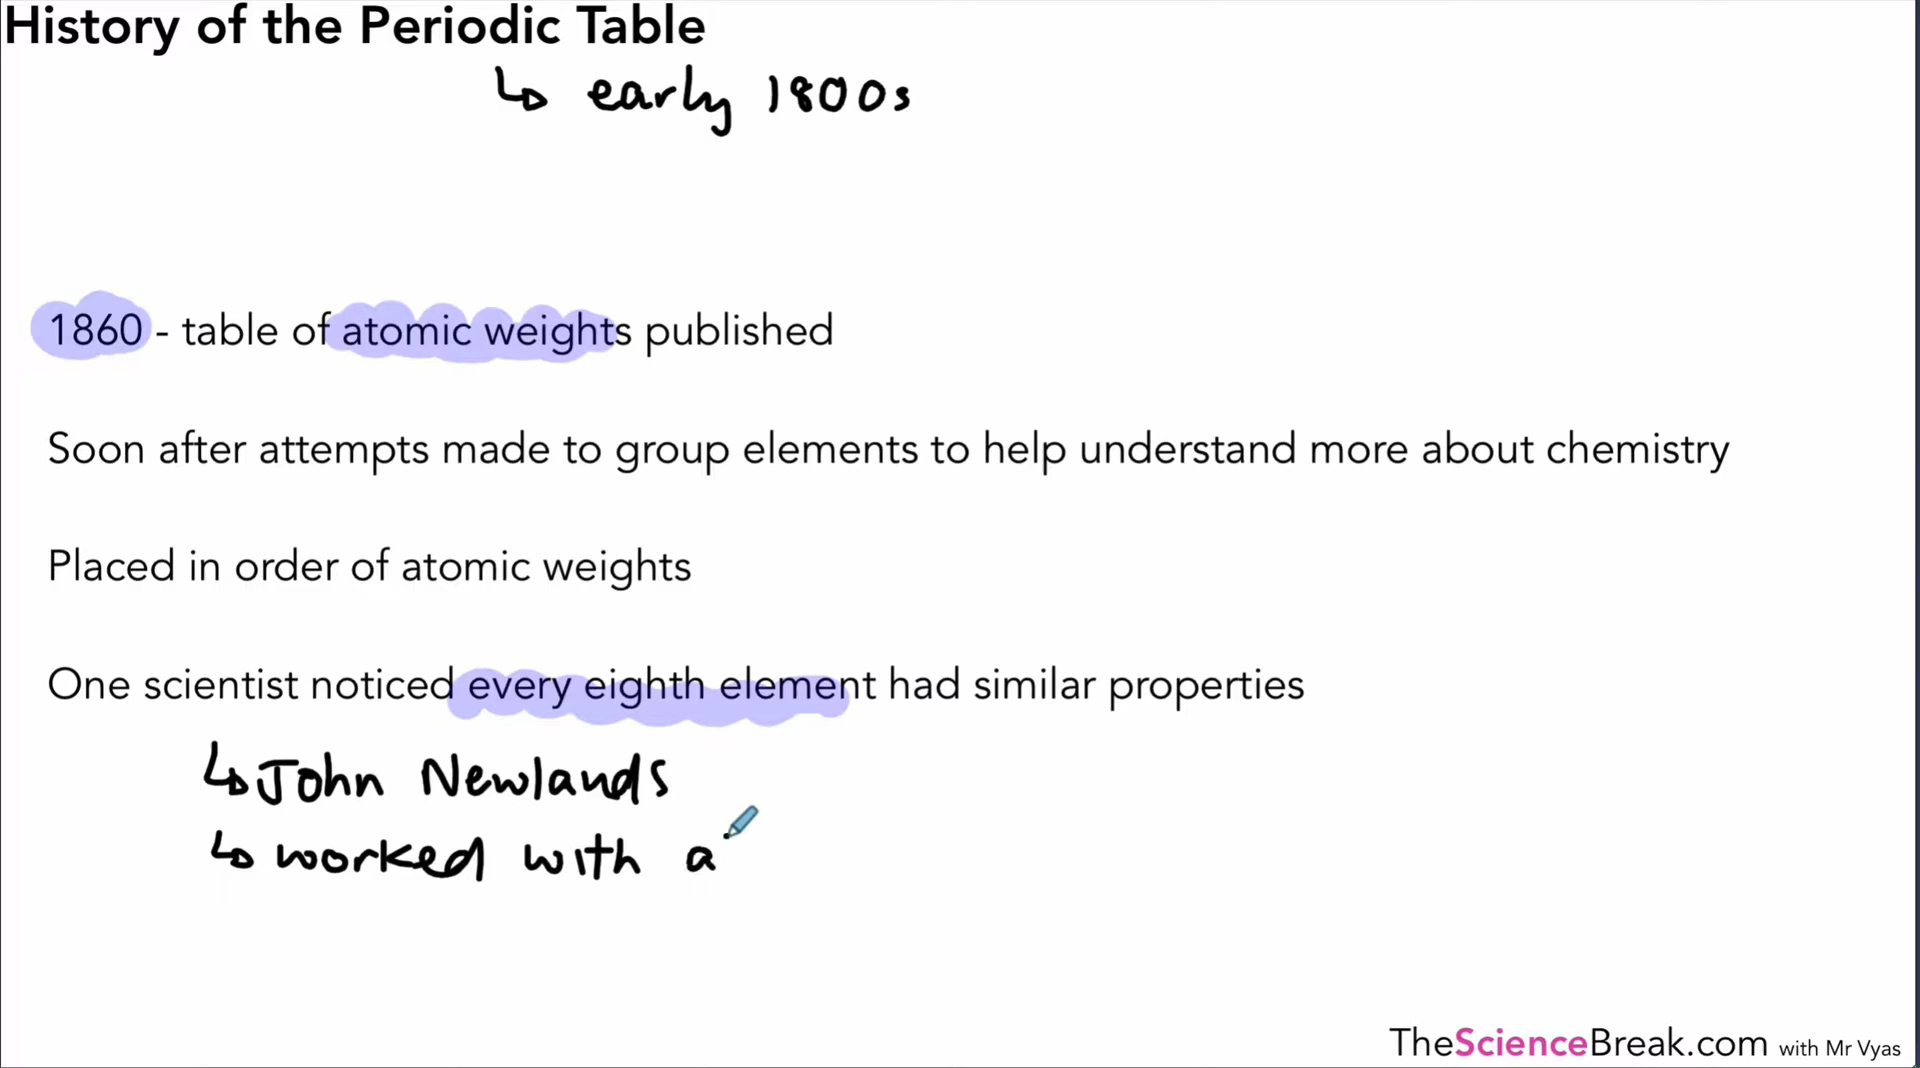 History of the Periodic Table
↳ early 1800s
1860 - table of atomic weights published
Soon after attempts made to group elements to help understand more about chemistry
Placed in order of atomic weights
One scientist noticed every eighth element had similar properties
↳ John Newlands
↳ worked with a
TheScienceBreak.com with Mr Vyas